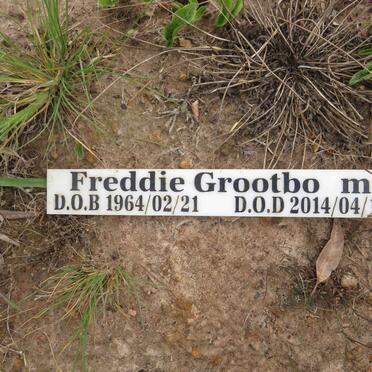 Freddie Grootbo m
D.O.B 1964/02/21 D.O.D 2014/04/